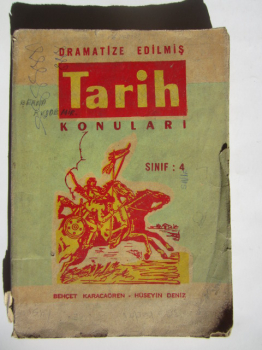 DRAMATİZE EDİLMİŞ
Tarih
KONULARI
SINIF : 4
BEHÇET KARACAÖREN - HÜSEYİN DENİZ